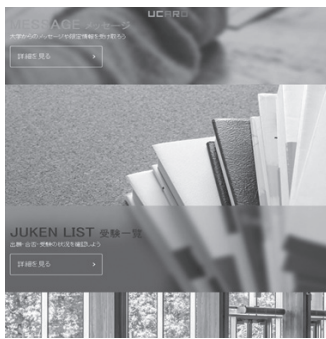 UCARO
MESSAGE メッセージ
大学からのメッセージや限定情報を受け取ろう
詳細を見る
JUKEN LIST 受験一覧
出願・合否・受験の状況を確認しよう
詳細を見る